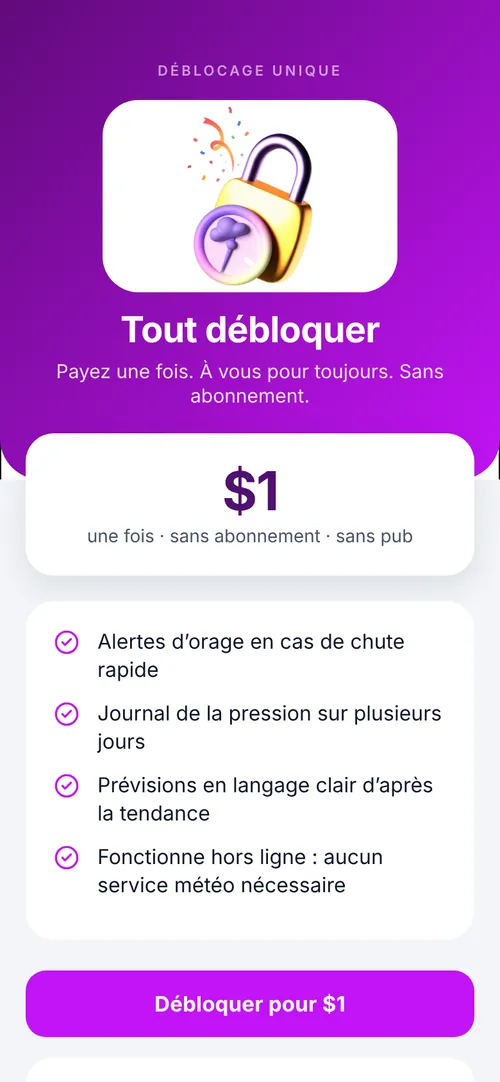 DÉBLOCAGE UNIQUE
Tout débloquer
Payez une fois. À vous pour toujours. Sans
abonnement.
$1
une fois · sans abonnement · sans pub
Alertes d’orage en cas de chute
rapide
Journal de la pression sur plusieurs
jours
Prévisions en langage clair d’après
la tendance
Fonctionne hors ligne : aucun
service météo nécessaire
Débloquer pour $1